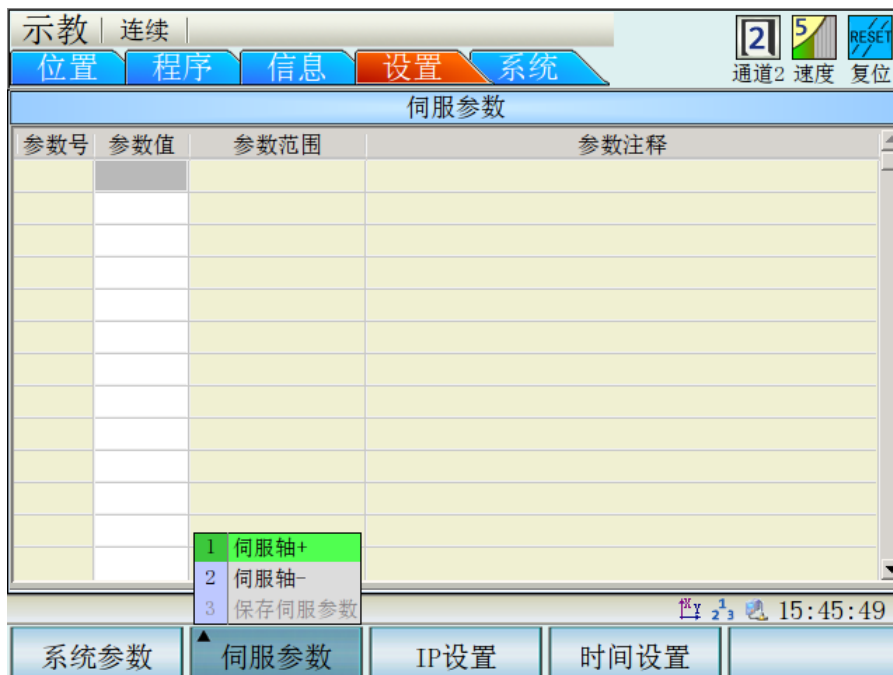 示教 | 连续 |
位置 程序 信息 设置 系统
2 5 RESET
通道2 速度 复位
伺服参数
参数号 参数值 参数范围 参数注释
1 伺服轴+
2 伺服轴-
3 保存伺服参数
15:45:49
系统参数 伺服参数 IP设置 时间设置